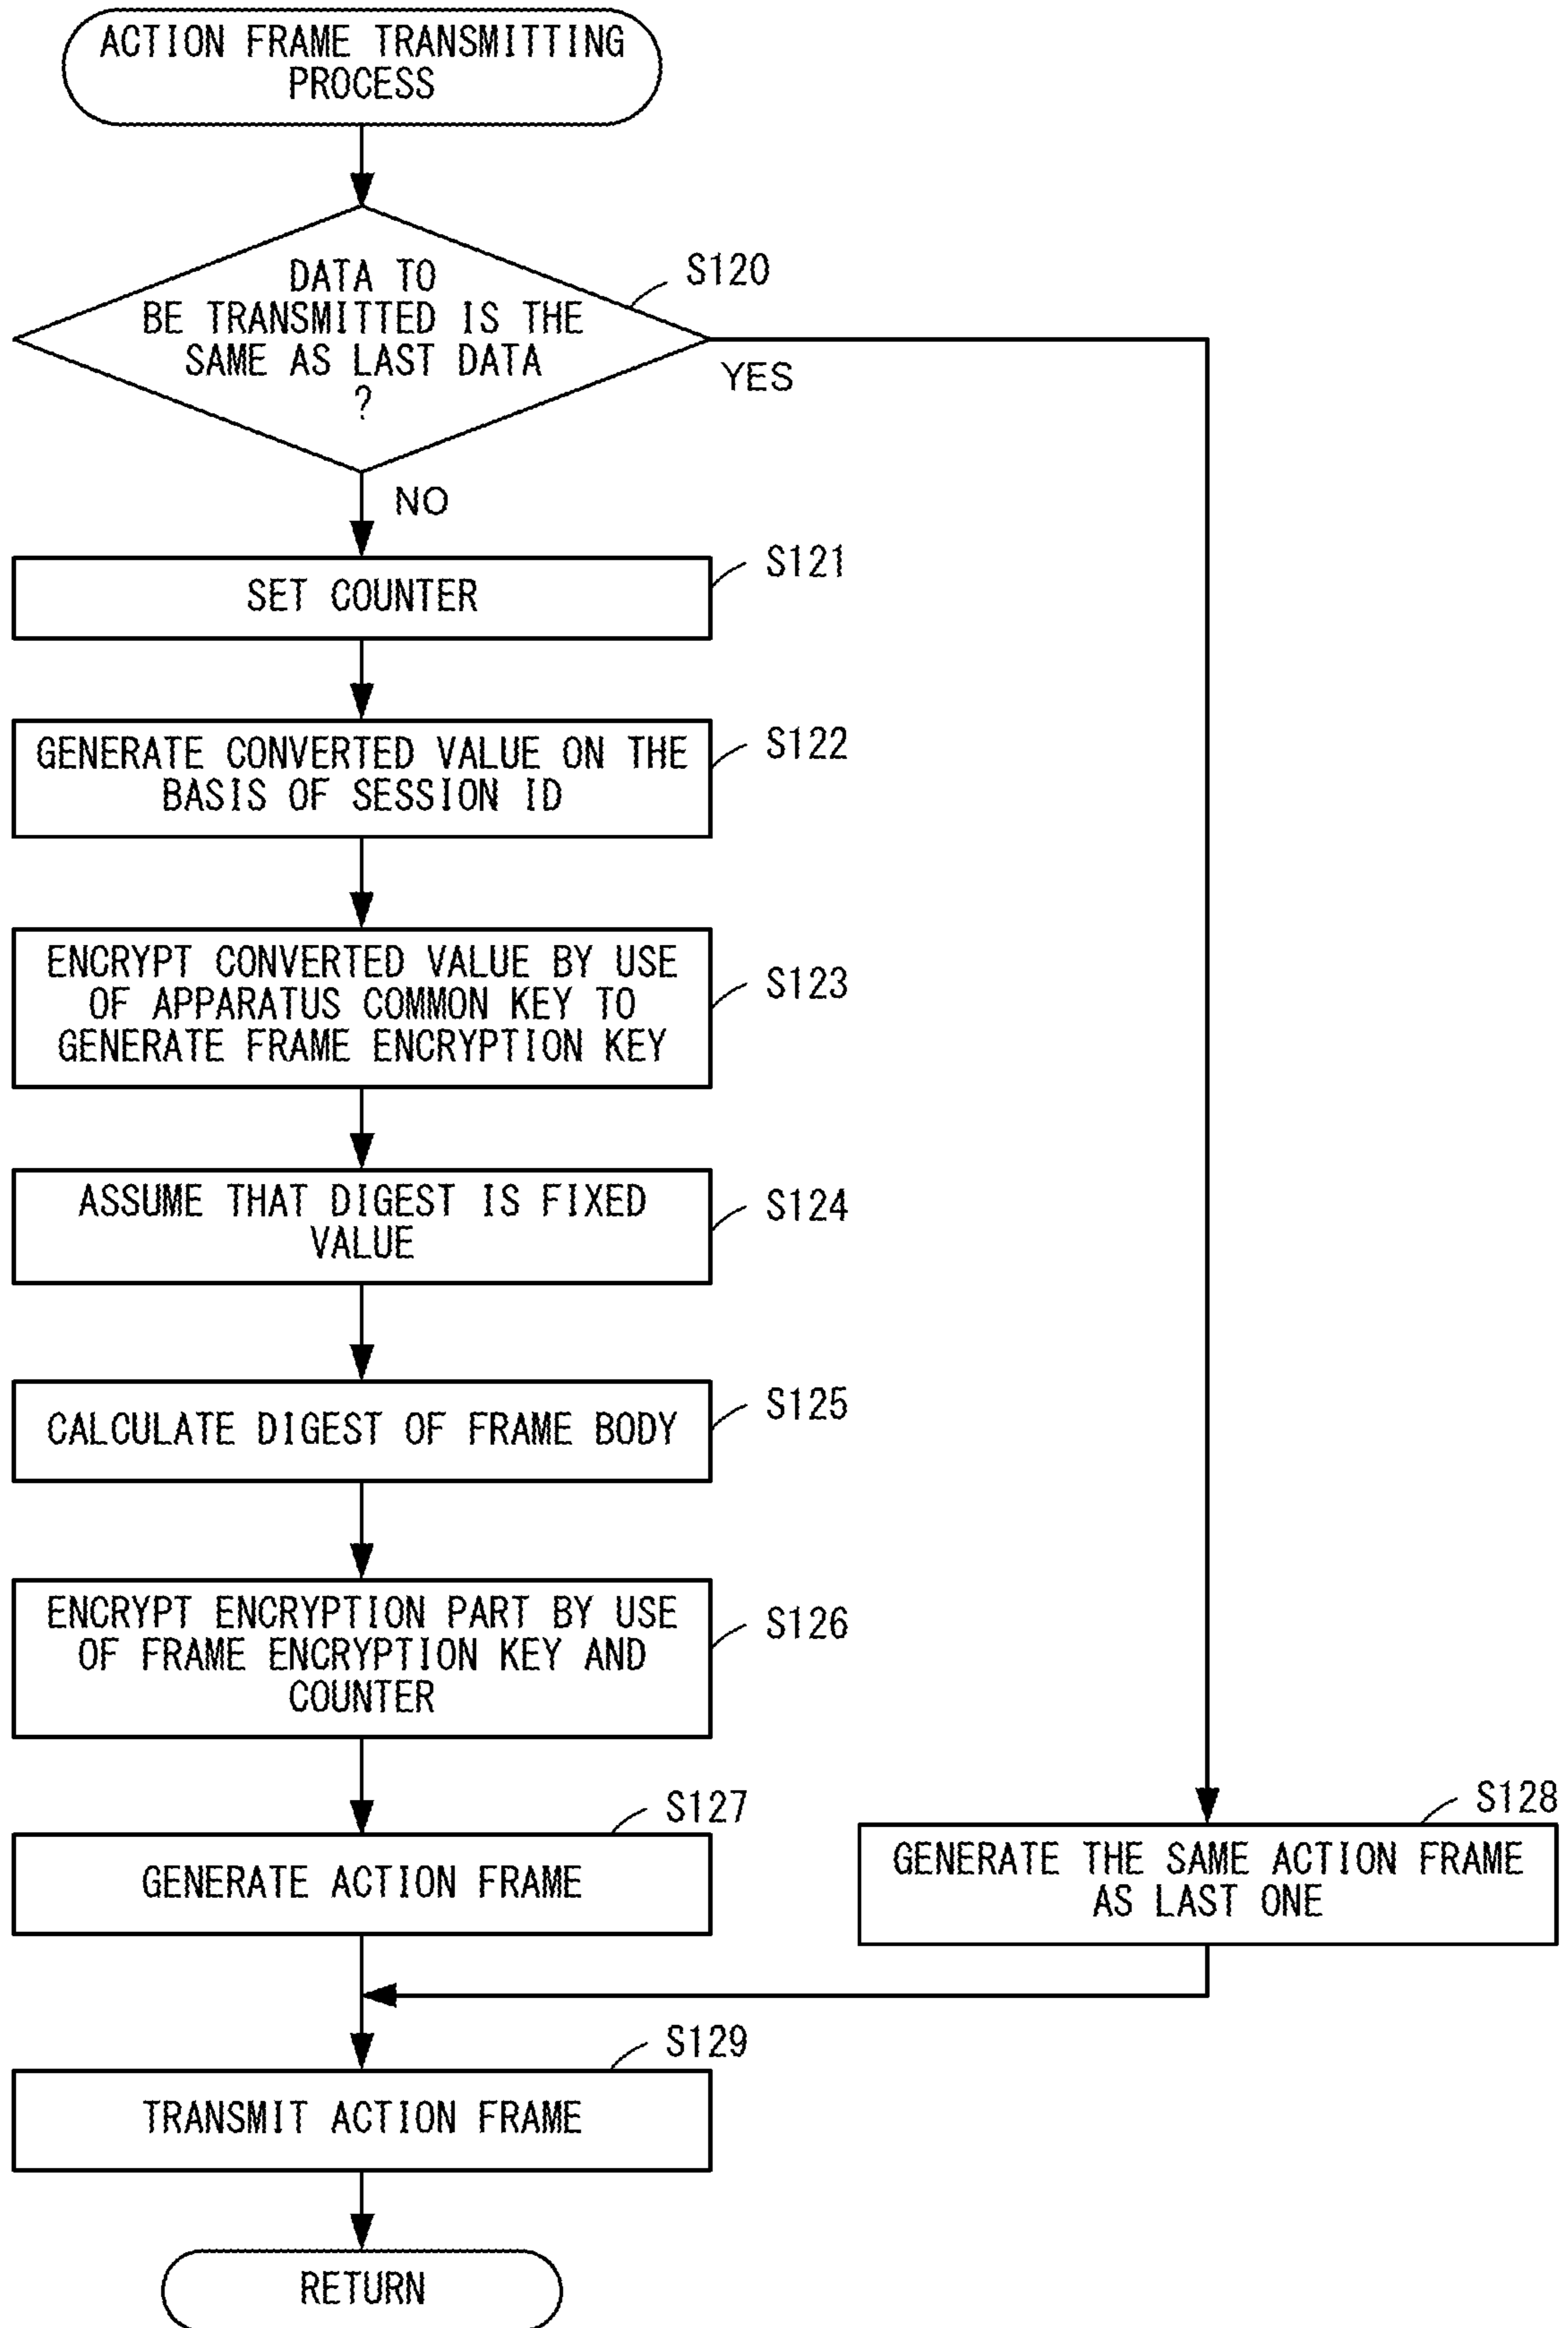 ACTION FRAME TRANSMITTING
PROCESS
S120
DATA TO
BE TRANSMITTED IS THE
SAME AS LAST DATA
?
YES
NO
S121
SET COUNTER
S122
GENERATE CONVERTED VALUE ON THE
BASIS OF SESSION ID
S123
ENCRYPT CONVERTED VALUE BY USE
OF APPARATUS COMMON KEY TO
GENERATE FRAME ENCRYPTION KEY
S124
ASSUME THAT DIGEST IS FIXED
VALUE
S125
CALCULATE DIGEST OF FRAME BODY
S126
ENCRYPT ENCRYPTION PART BY USE
OF FRAME ENCRYPTION KEY AND
COUNTER
S127
GENERATE ACTION FRAME
S128
GENERATE THE SAME ACTION FRAME
AS LAST ONE
S129
TRANSMIT ACTION FRAME
RETURN